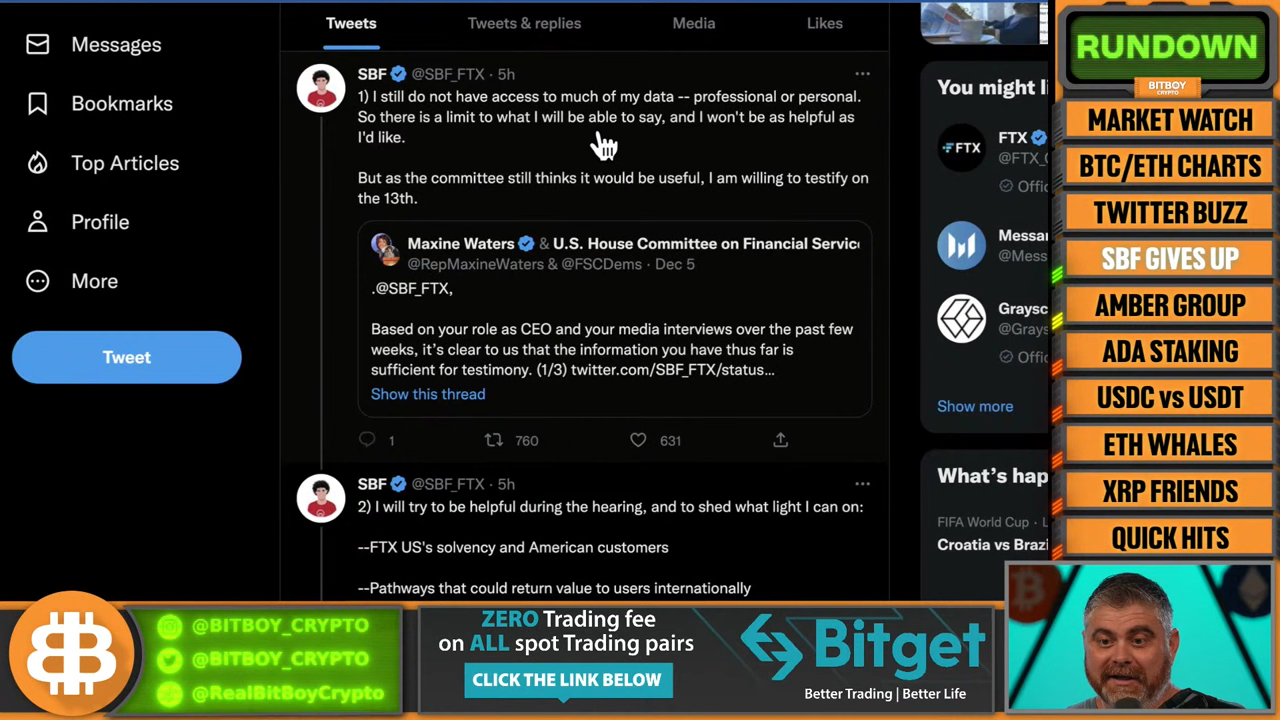 Messages
Bookmarks
Top Articles
Profile
More
Tweet
Tweets
Tweets & replies
Media
Likes
SBF @SBF_FTX · 5h
1) I still do not have access to much of my data -- professional or personal.
So there is a limit to what I will be able to say, and I won't be as helpful as
I'd like.
But as the committee still thinks it would be useful, I am willing to testify on
the 13th.
Maxine Waters & U.S. House Committee on Financial Servic
@RepMaxineWaters & @FSCDems · Dec 5
.@SBF_FTX,
Based on your role as CEO and your media interviews over the past few
weeks, it's clear to us that the information you have thus far is
sufficient for testimony. (1/3) twitter.com/SBF_FTX/status…
Show this thread
1
760
631
SBF @SBF_FTX · 5h
2) I will try to be helpful during the hearing, and to shed what light I can on:
--FTX US's solvency and American customers
--Pathways that could return value to users internationally
You might li
FTX
FTX
@FTX_
Offic
Messar
@Mess
Graysc
@Grays
Offic
Show more
What's hap
FIFA World Cup · L
Croatia vs Brazi
RUNDOWN
BITBOY
CRYPTO
MARKET WATCH
BTC/ETH CHARTS
TWITTER BUZZ
SBF GIVES UP
AMBER GROUP
ADA STAKING
USDC vs USDT
ETH WHALES
XRP FRIENDS
QUICK HITS
@BITBOY_CRYPTO
@BITBOY_CRYPTO
@RealBitBoyCrypto
ZERO Trading fee
on ALL spot Trading pairs
CLICK THE LINK BELOW
Bitget
Better Trading | Better Life